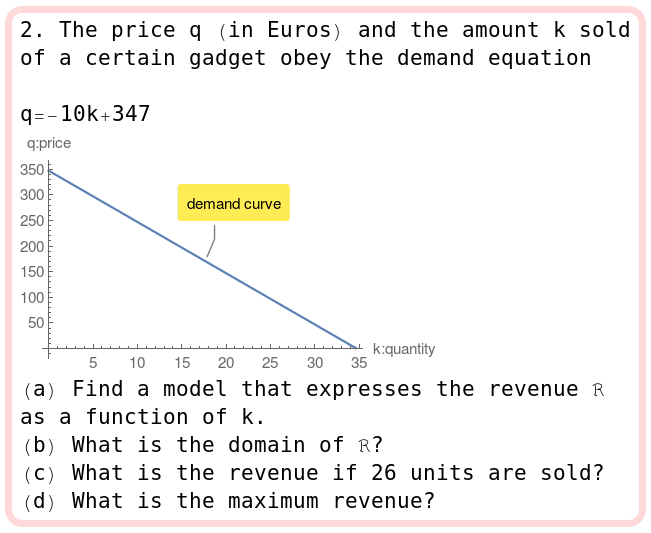 2. The price q (in Euros) and the amount k sold
of a certain gadget obey the demand equation
q=-10k+347
q:price
350
300
250
200
150
100
50
demand curve
5 10 15 20 25 30 35
k:quantity
(a) Find a model that expresses the revenue ℛ
as a function of k.
(b) What is the domain of ℛ?
(c) What is the revenue if 26 units are sold?
(d) What is the maximum revenue?